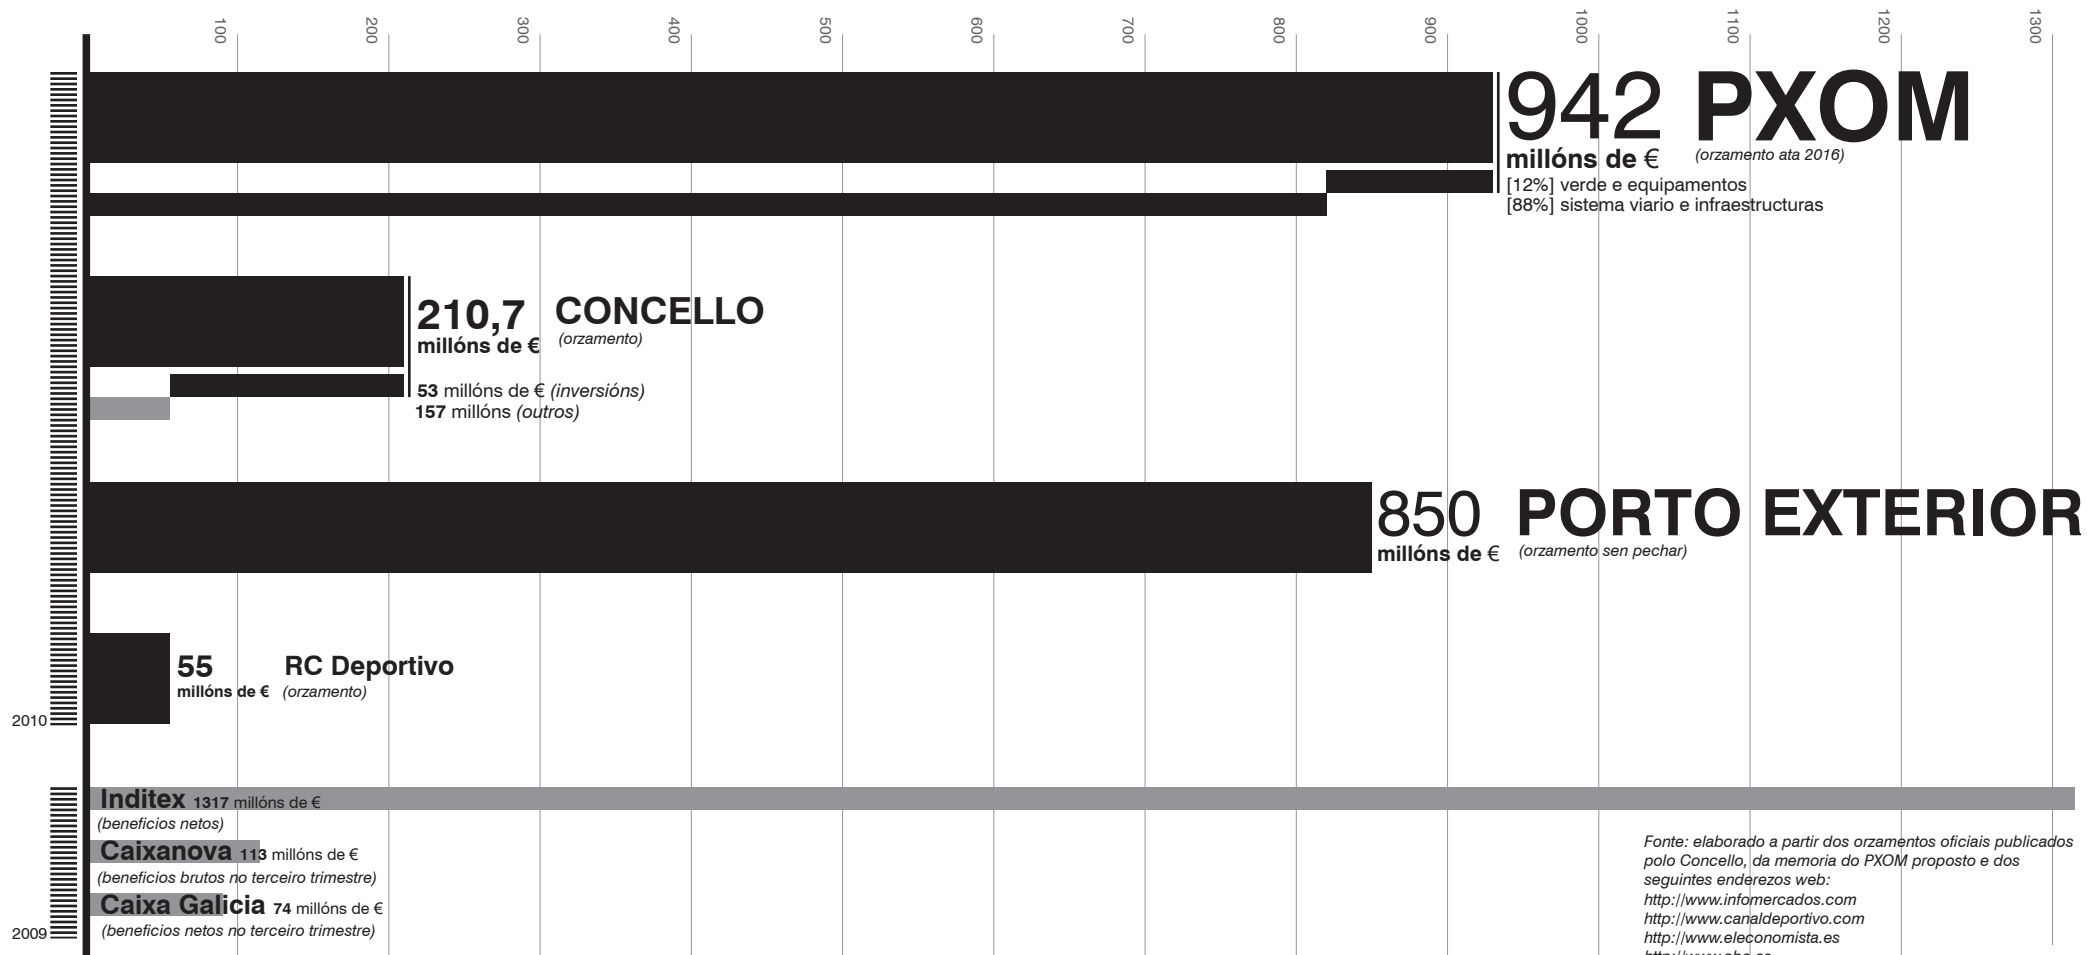 100 200 300 400 500 600 700 800 900 1000 1100 1200 1300
942 PXOM
millóns de € (orzamento ata 2016)
[12%] verde e equipamentos
[88%] sistema viario e infraestructuras
210,7 CONCELLO
millóns de € (orzamento)
53 millóns de € (inversións)
157 millóns (outros)
850 PORTO EXTERIOR
millóns de € (orzamento sen pechar)
55 RC Deportivo
millóns de € (orzamento)
2010
Inditex 1317 millóns de €
(beneficios netos)
Caixanova 113 millóns de €
(beneficios brutos no terceiro trimestre)
Caixa Galicia 74 millóns de €
(beneficios netos no terceiro trimestre)
2009
Fonte: elaborado a partir dos orzamentos oficiais publicados
polo Concello, da memoria do PXOM proposto e dos
seguintes enderezos web:
http://www.infomercados.com
http://www.canaldeportivo.com
http://www.eleconomista.es